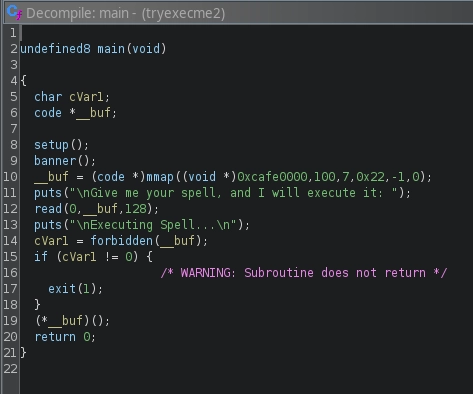 Decompile: main - (tryexecme2)
1
2 undefined8 main(void)
3
4 {
5 char cVar1;
6 code *__buf;
7
8 setup();
9 banner();
10 __buf = (code *)mmap((void *)0xcafe0000,100,7,0x22,-1,0);
11 puts("\nGive me your spell, and I will execute it: ");
12 read(0,__buf,128);
13 puts("\nExecuting Spell...\n");
14 cVar1 = forbidden(__buf);
15 if (cVar1 != 0) {
16 /* WARNING: Subroutine does not return */
17 exit(1);
18 }
19 (*__buf)();
20 return 0;
21 }
22